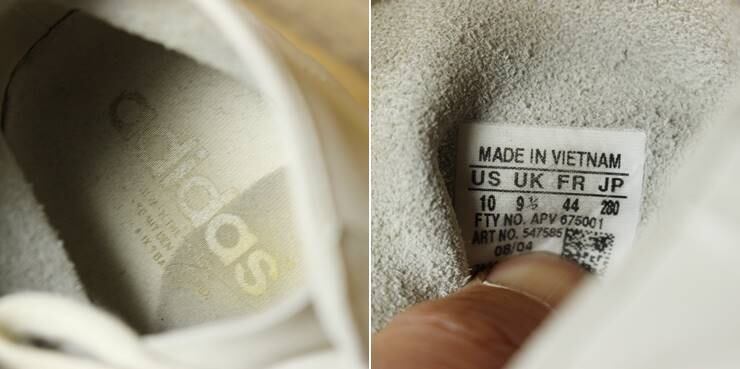 adidas
MADE IN VIETNAM
US UK FR JP
10 9½ 44 280
FTY NO. APV 675001
ART NO. 547585
08/04